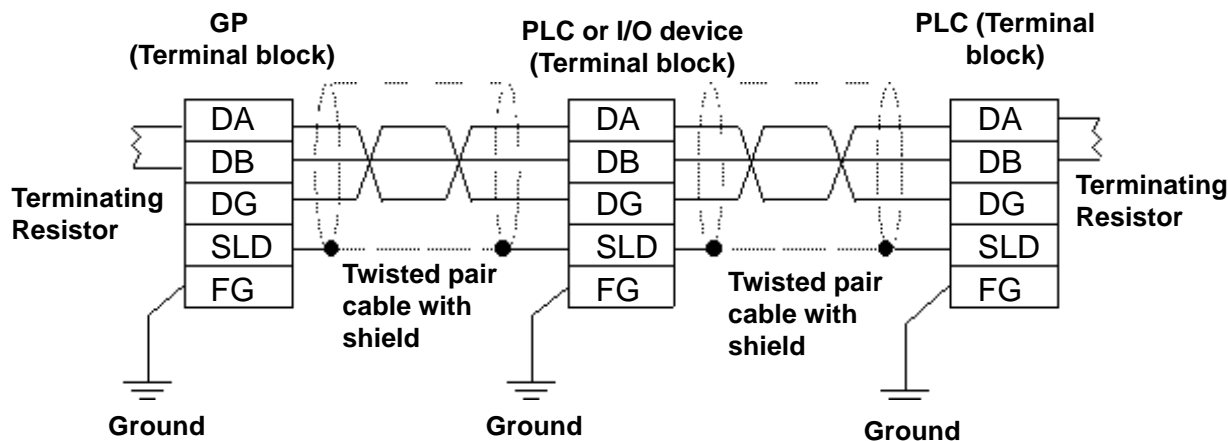 GP
(Terminal block)
PLC or I/O device
(Terminal block)
PLC (Terminal
block)
DA
DB
DG
SLD
FG
DA
DB
DG
SLD
FG
DA
DB
DG
SLD
FG
Terminating
Resistor
Twisted pair
cable with
shield
Twisted pair
cable with
shield
Terminating
Resistor
Ground
Ground
Ground